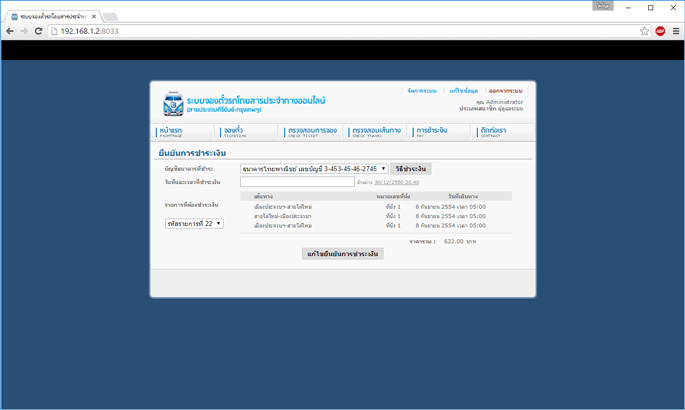 ระบบจองตั๋วรถโดยสารประจำท
192.168.1.2:8033
จัดการระบบ แก้ไขข้อมูล ออกจากระบบ
ระบบจองตั๋วรถโดยสารประจำทางออนไลน์
คุณ Administrator
(สายประจวบคีรีขันธ์-กรุงเทพฯ)
ประเภทสมาชิก ผู้ดูแลระบบ
หน้าแรก จองตั๋ว ตรวจสอบการจอง ตรวจสอบเส้นทาง การชำระเงิน ติดต่อเรา
FRONTPAGE TICKETING CHECK TICKET CHECK TRAVEL PAY CONTRACT
ยืนยันการชำระเงิน
บัญชีธนาคารที่ชำระ ธนาคารไทยพาณิชย์ เลขบัญชี 3-453-45-46-2745 วิธีชำระเงิน
วันที่และเวลาที่ชำระเงิน ตัวอย่าง 30/12/2550 20:40
เส้นทาง หมายเลขที่นั่ง วันที่เดินทาง
รายการที่ต้องชำระเงิน
เมืองประจวบฯ-สายใต้ใหม่ ที่นั่ง 1 8 กันยายน 2554 เวลา 05:00
สายใต้ใหม่-เมืองประจวบฯ ที่นั่ง 1 8 กันยายน 2554 เวลา 05:00
รหัสรายการที่ 22
เมืองประจวบฯ-สายใต้ใหม่ ที่นั่ง 1 8 กันยายน 2554 เวลา 05:00
ราคารวม : 622.00 บาท
แก้ไขยืนยันการชำระเงิน